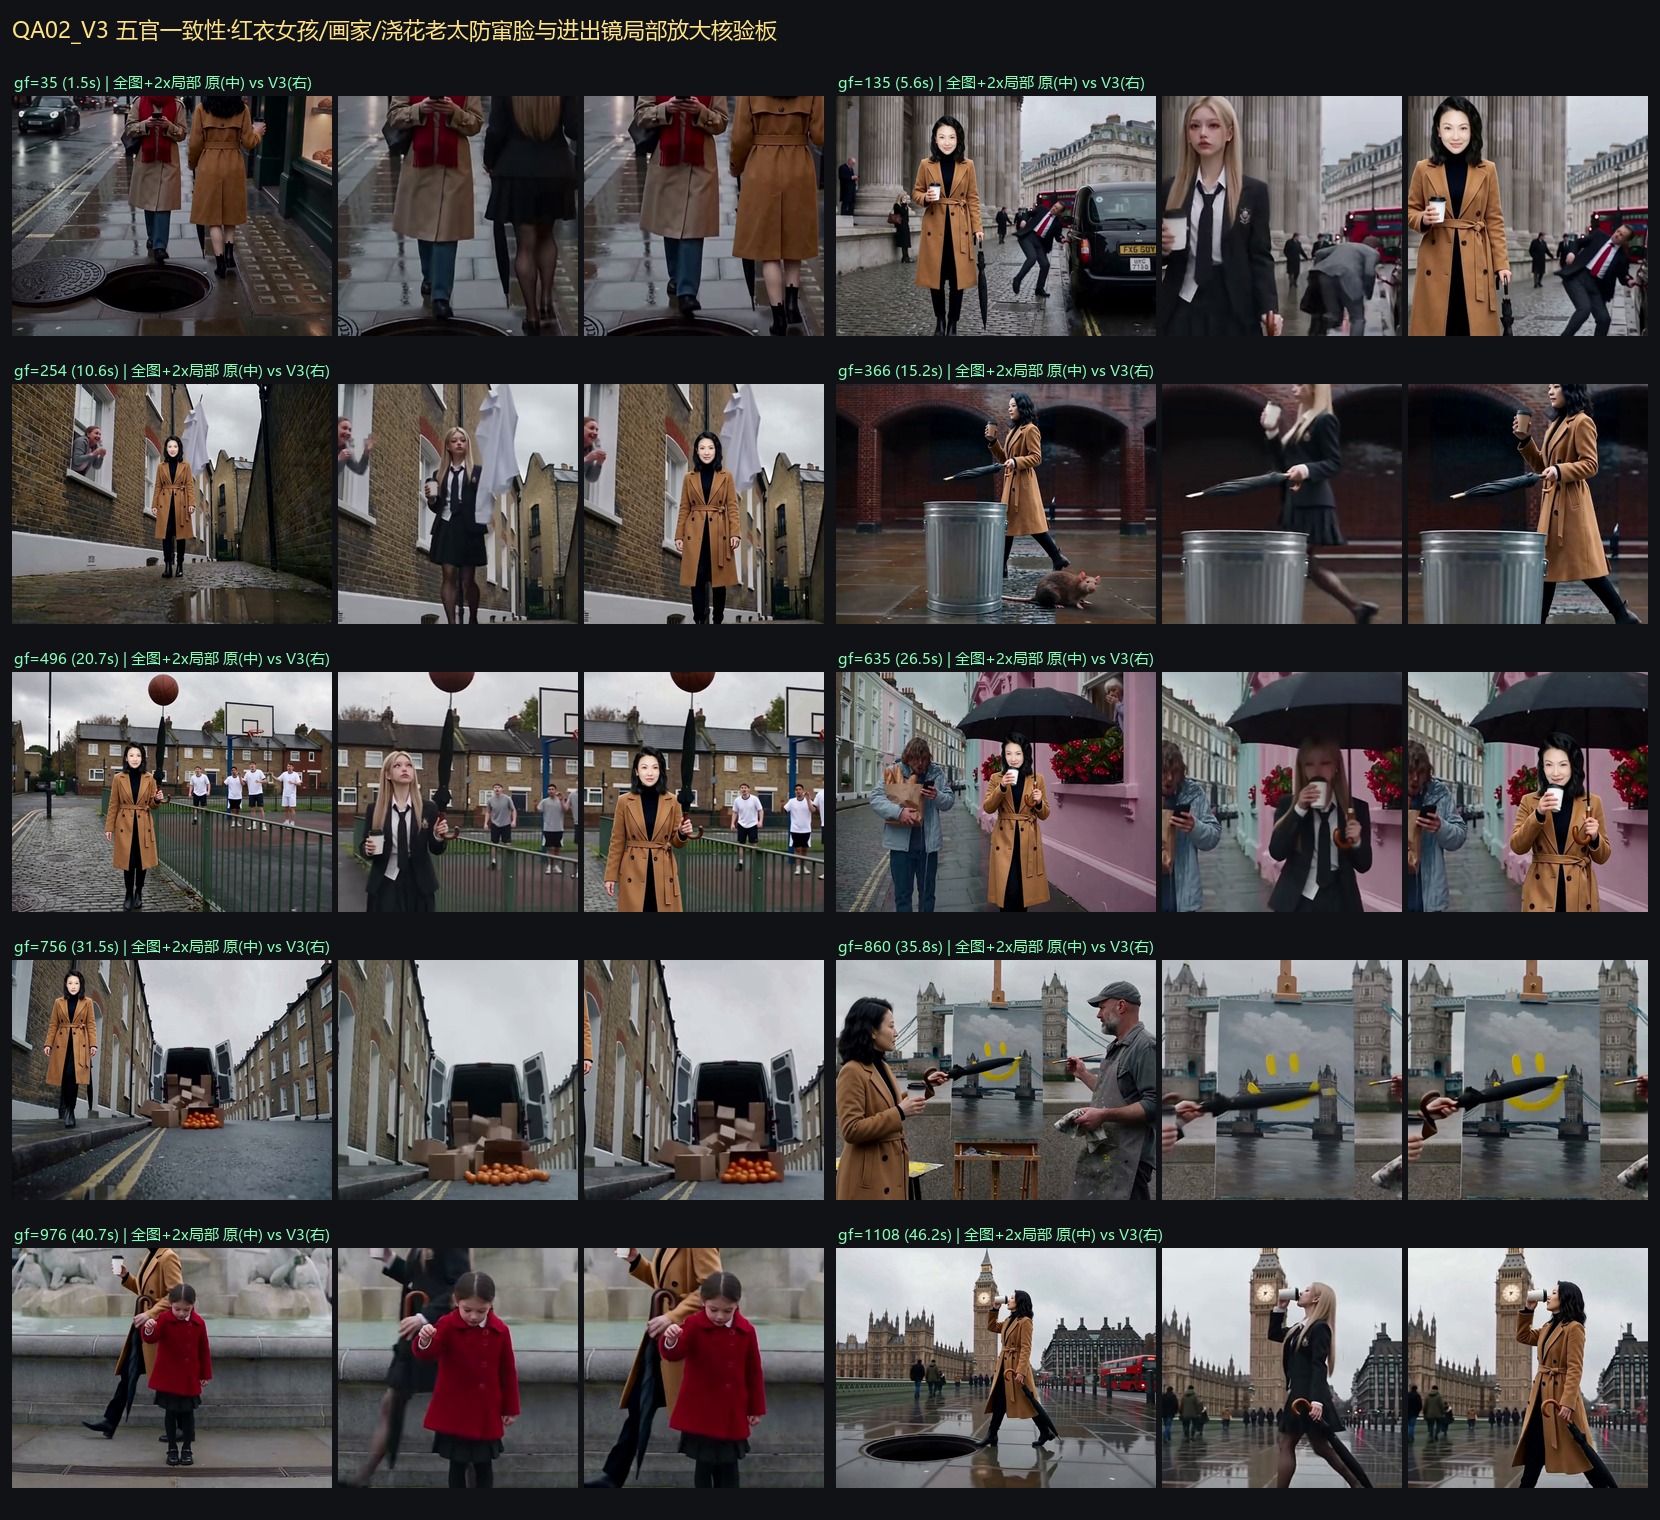 QA02_V3 五官一致性·红衣女孩/画家/浇花老太防窜脸与进出镜局部放大核验板
gf=35 (1.5s) | 全图+2x局部 原(中) vs V3(右)
gf=135 (5.6s) | 全图+2x局部 原(中) vs V3(右)
gf=254 (10.6s) | 全图+2x局部 原(中) vs V3(右)
gf=366 (15.2s) | 全图+2x局部 原(中) vs V3(右)
gf=496 (20.7s) | 全图+2x局部 原(中) vs V3(右)
gf=635 (26.5s) | 全图+2x局部 原(中) vs V3(右)
gf=756 (31.5s) | 全图+2x局部 原(中) vs V3(右)
gf=860 (35.8s) | 全图+2x局部 原(中) vs V3(右)
gf=976 (40.7s) | 全图+2x局部 原(中) vs V3(右)
gf=1108 (46.2s) | 全图+2x局部 原(中) vs V3(右)